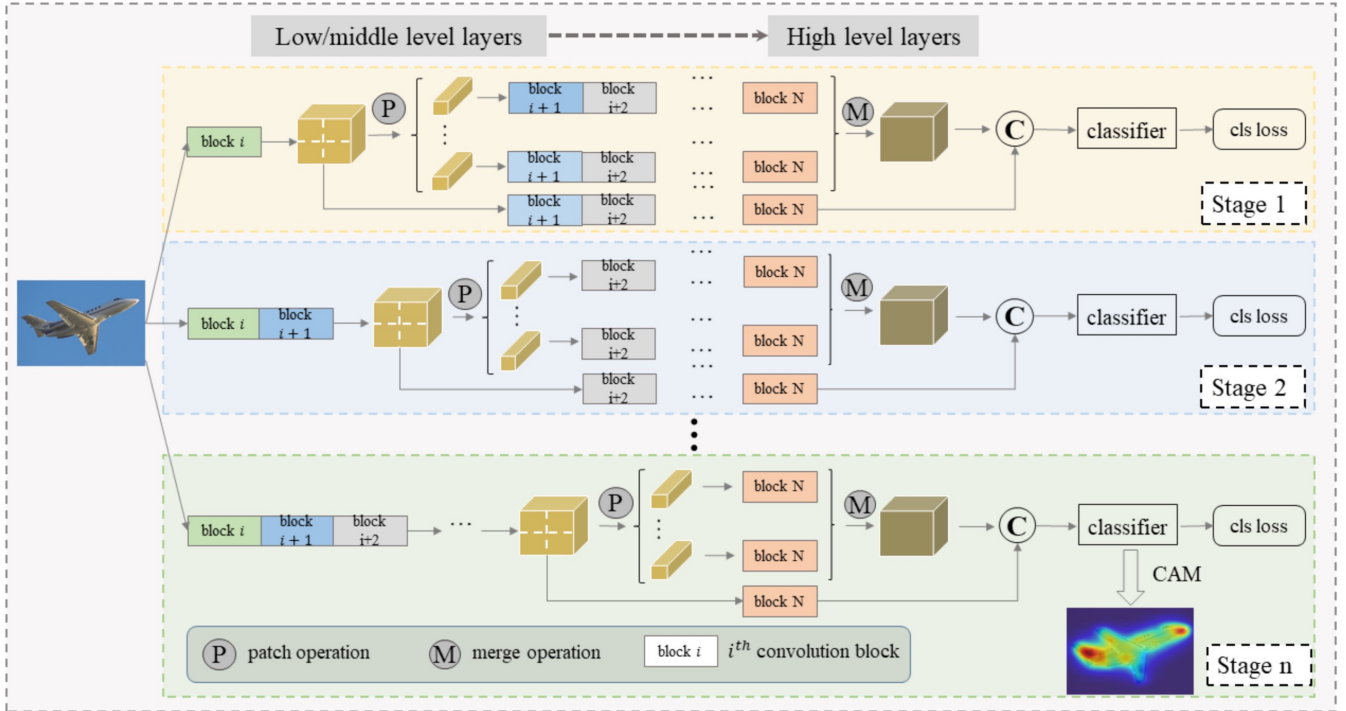 Low/middle level layers
High level layers
block i
P
⋮
block
i + 1
block
i+2
...
...
block N
block
i + 1
block
i+2
...
...
block N
block
i + 1
block
i+2
...
block N
M
C
classifier
cls loss
Stage 1
block i
block
i + 1
P
⋮
block
i+2
...
...
block N
block
i+2
...
...
block N
block
i+2
...
block N
M
C
classifier
cls loss
Stage 2
⋮
block i
block
i + 1
block
i+2
...
P
⋮
block N
block N
block N
M
C
classifier
cls loss
CAM
Stage n
P patch operation
M merge operation
block i
i^th convolution block